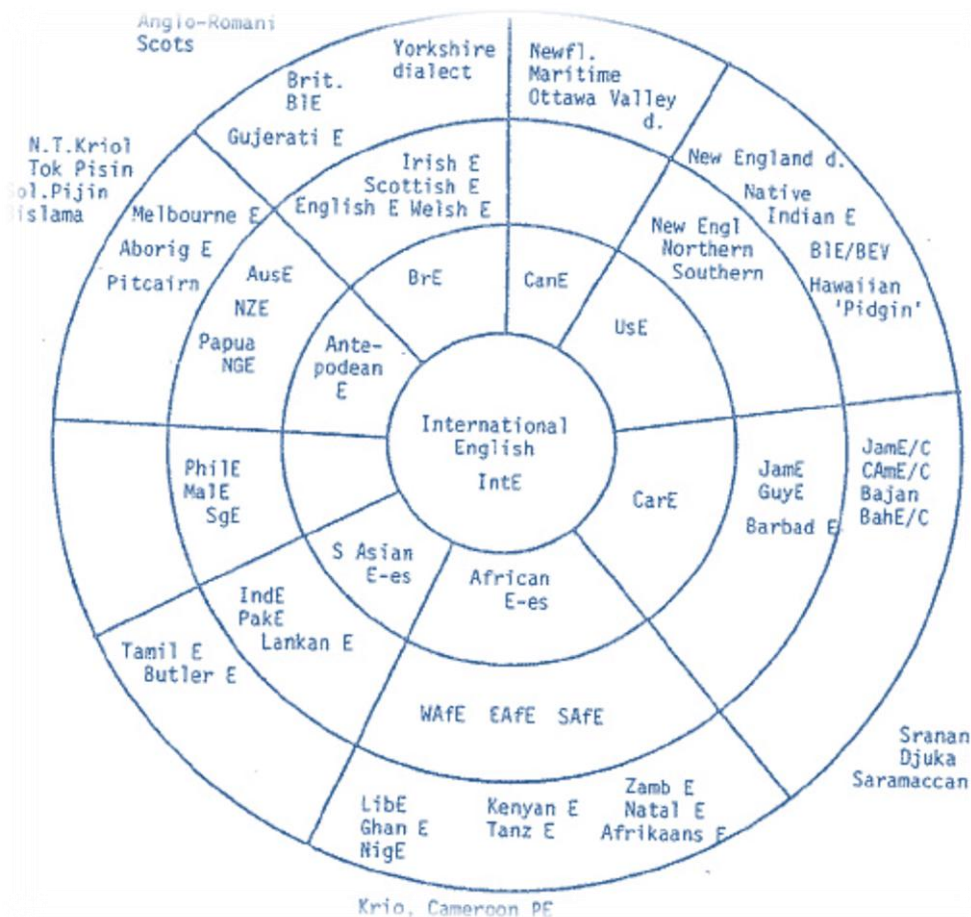 Anglo-Romani
Scots
Yorkshire
dialect
Brit.
BlE
Gujerati E
Irish E
Scottish E
English E Welsh E
BrE
Newfl.
Maritime
Ottawa Valley
d.
CanE
New England d.
Native
Indian E
BlE/BEV
Hawaiian
'Pidgin'
New Engl
Northern
Southern
UsE
N.T.Kriol
Tok Pisin
Sol.Pijin
Bislama
Melbourne E
Aborig E
Pitcairn
AusE
NZE
Papua
NGE
Ante-
podean
E
International
English
IntE
JamE/C
CAmE/C
Bajan
BahE/C
JamE
GuyE
Barbad E
CarE
PhilE
MalE
SgE
S Asian
E-es
IndE
PakE
Lankan E
Tamil E
Butler E
African
E-es
WAfE EAfE SAfE
LibE
Ghan E
NigE
Kenyan E
Tanz E
Zamb E
Natal E
Afrikaans E
Sranan
Djuka
Saramaccan
Krio, Cameroon PE